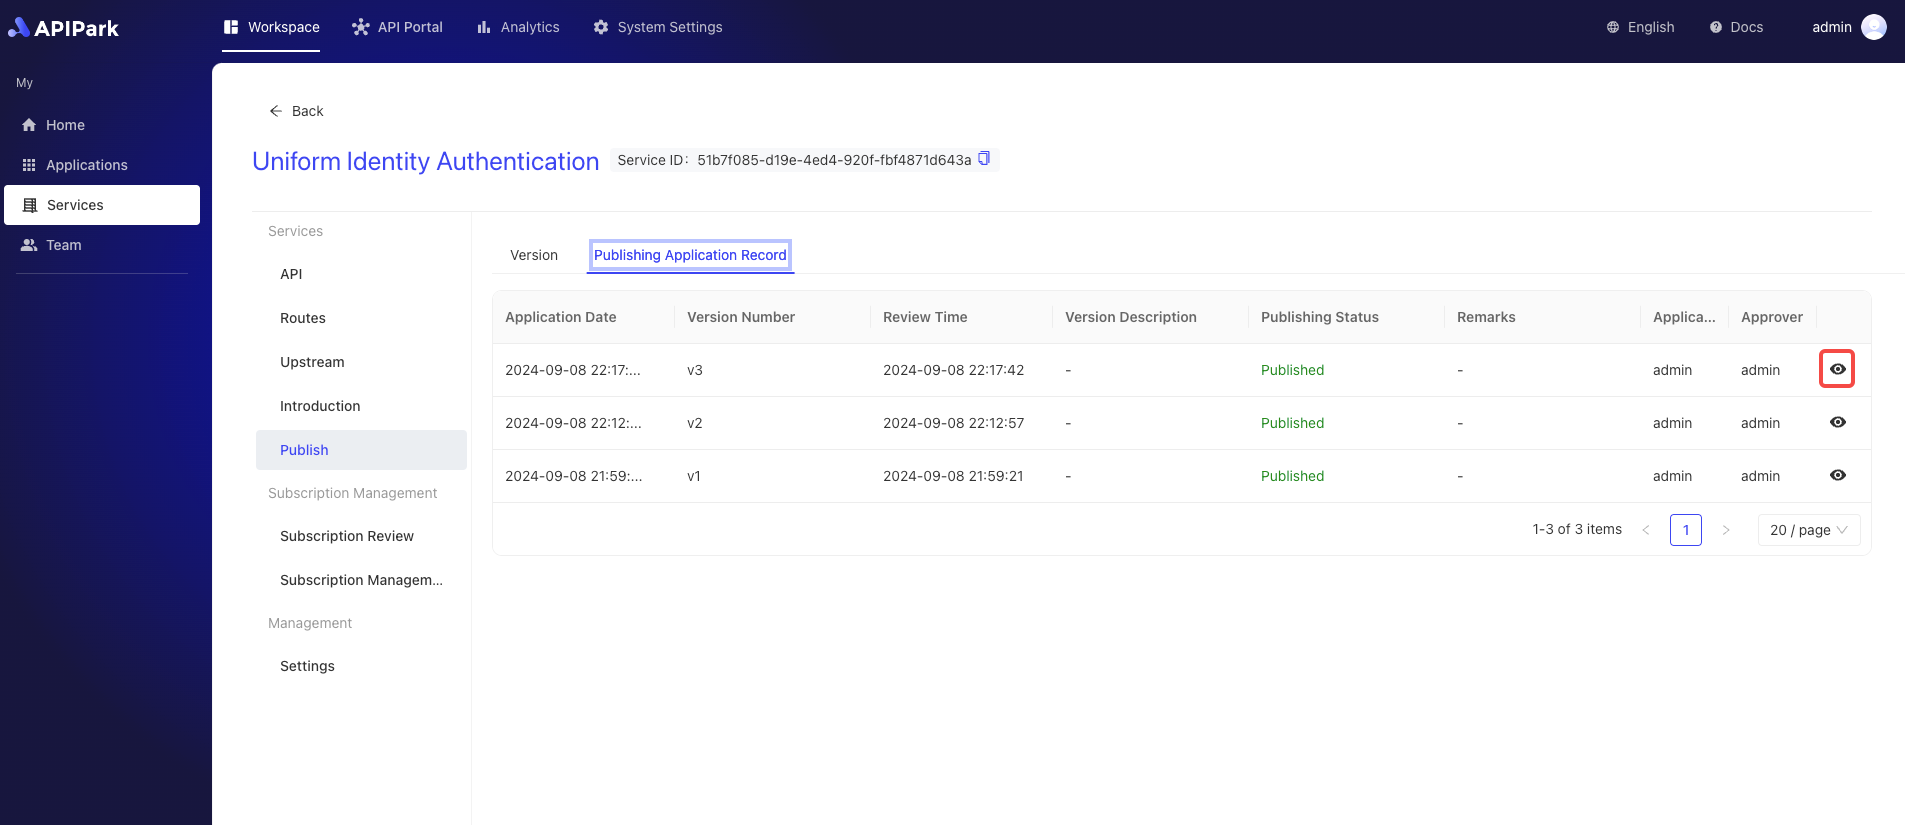 APIPark
Workspace
API Portal
Analytics
System Settings
English
Docs
admin
My
Home
Applications
Services
Team
Back
Uniform Identity Authentication
Service ID: 51b7f085-d19e-4ed4-920f-fbf4871d643a
Services
API
Routes
Upstream
Introduction
Publish
Subscription Management
Subscription Review
Subscription Managem...
Management
Settings
Version Publishing Application Record
Application Date Version Number Review Time Version Description Publishing Status Remarks Applica... Approver
2024-09-08 22:17:... v3 2024-09-08 22:17:42 - Published - admin admin
2024-09-08 22:12:... v2 2024-09-08 22:12:57 - Published - admin admin
2024-09-08 21:59:... v1 2024-09-08 21:59:21 - Published - admin admin
1-3 of 3 items < 1 > 20 / page